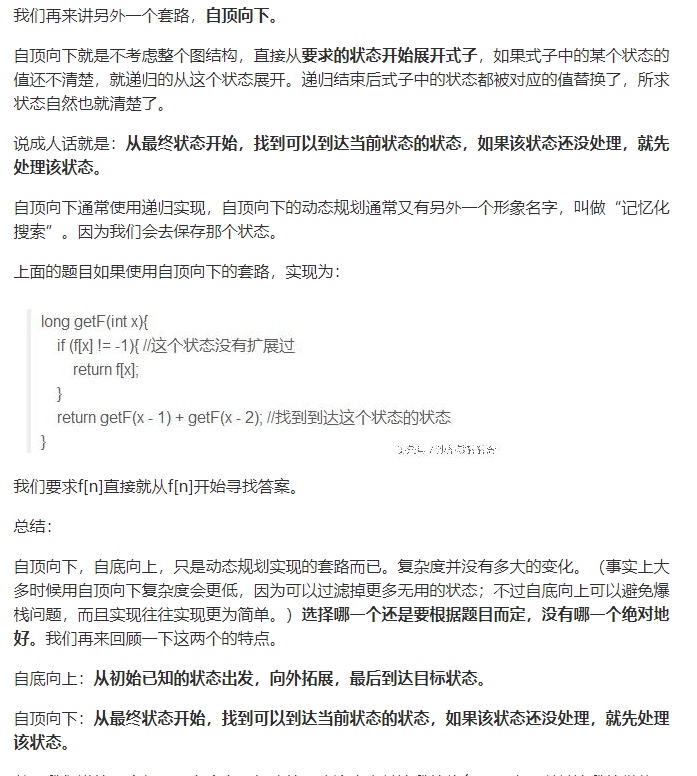 我们再来讲另外一个套路，自顶向下。
自顶向下就是不考虑整个图结构，直接从要求的状态开始展开式子，如果式子中的某个状态的
值还不清楚，就递归的从这个状态展开。递归结束后式子中的状态都被对应的值替换了，所求
状态自然也就清楚了。
说成人话就是：从最终状态开始，找到可以到达当前状态的状态，如果该状态还没处理，就先
处理该状态。
自顶向下通常使用递归实现，自顶向下的动态规划通常又有另外一个形象名字，叫做“记忆化
搜索”。因为我们会去保存那个状态。
上面的题目如果使用自顶向下的套路，实现为：
long getF(int x){
if (f[x] != -1){ //这个状态没有扩展过
return f[x];
}
return getF(x - 1) + getF(x - 2); //找到到达这个状态的状态
}
我们要求f[n]直接就从f[n]开始寻找答案。
总结：
自顶向下，自底向上，只是动态规划实现的套路而已。复杂度并没有多大的变化。（事实上大
多时候用自顶向下复杂度会更低，因为可以过滤掉更多无用的状态；不过自底向上可以避免爆
栈问题，而且实现往往实现更为简单。）选择哪一个还是要根据题目而定，没有哪一个绝对地
好。我们再来回顾一下这两个的特点。
自底向上：从初始已知的状态出发，向外拓展，最后到达目标状态。
自顶向下：从最终状态开始，找到可以到达当前状态的状态，如果该状态还没处理，就先处理
该状态。